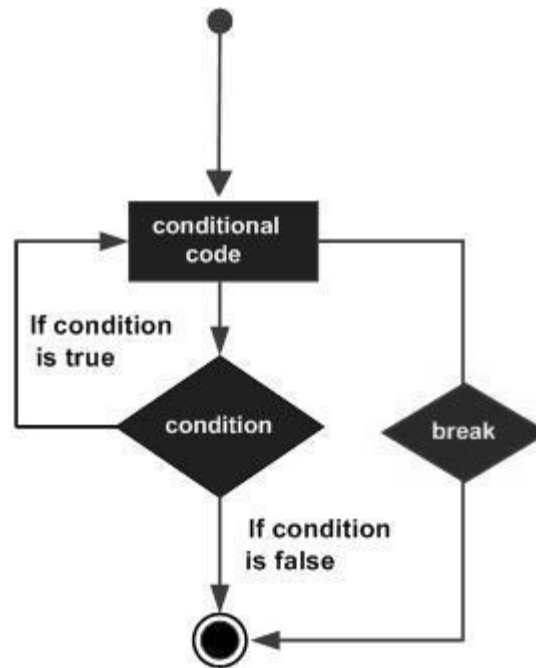 conditional
code
If condition
is true
condition
break
If condition
is false